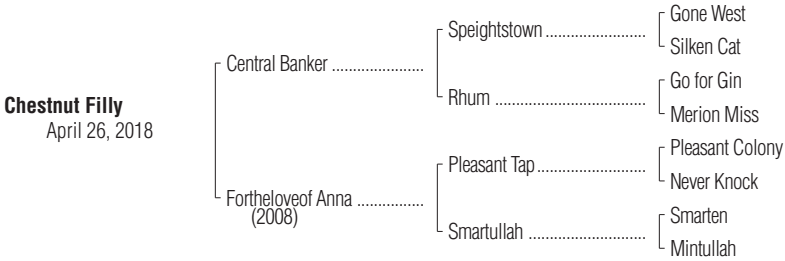 Chestnut Filly
April 26, 2018
Central Banker ......................
Fortheloveof Anna ................
(2008)
Speightstown ........................
Rhum ....................................
Pleasant Tap ..........................
Smartullah ............................
Gone West
Silken Cat
Go for Gin
Merion Miss
Pleasant Colony
Never Knock
Smarten
Mintullah